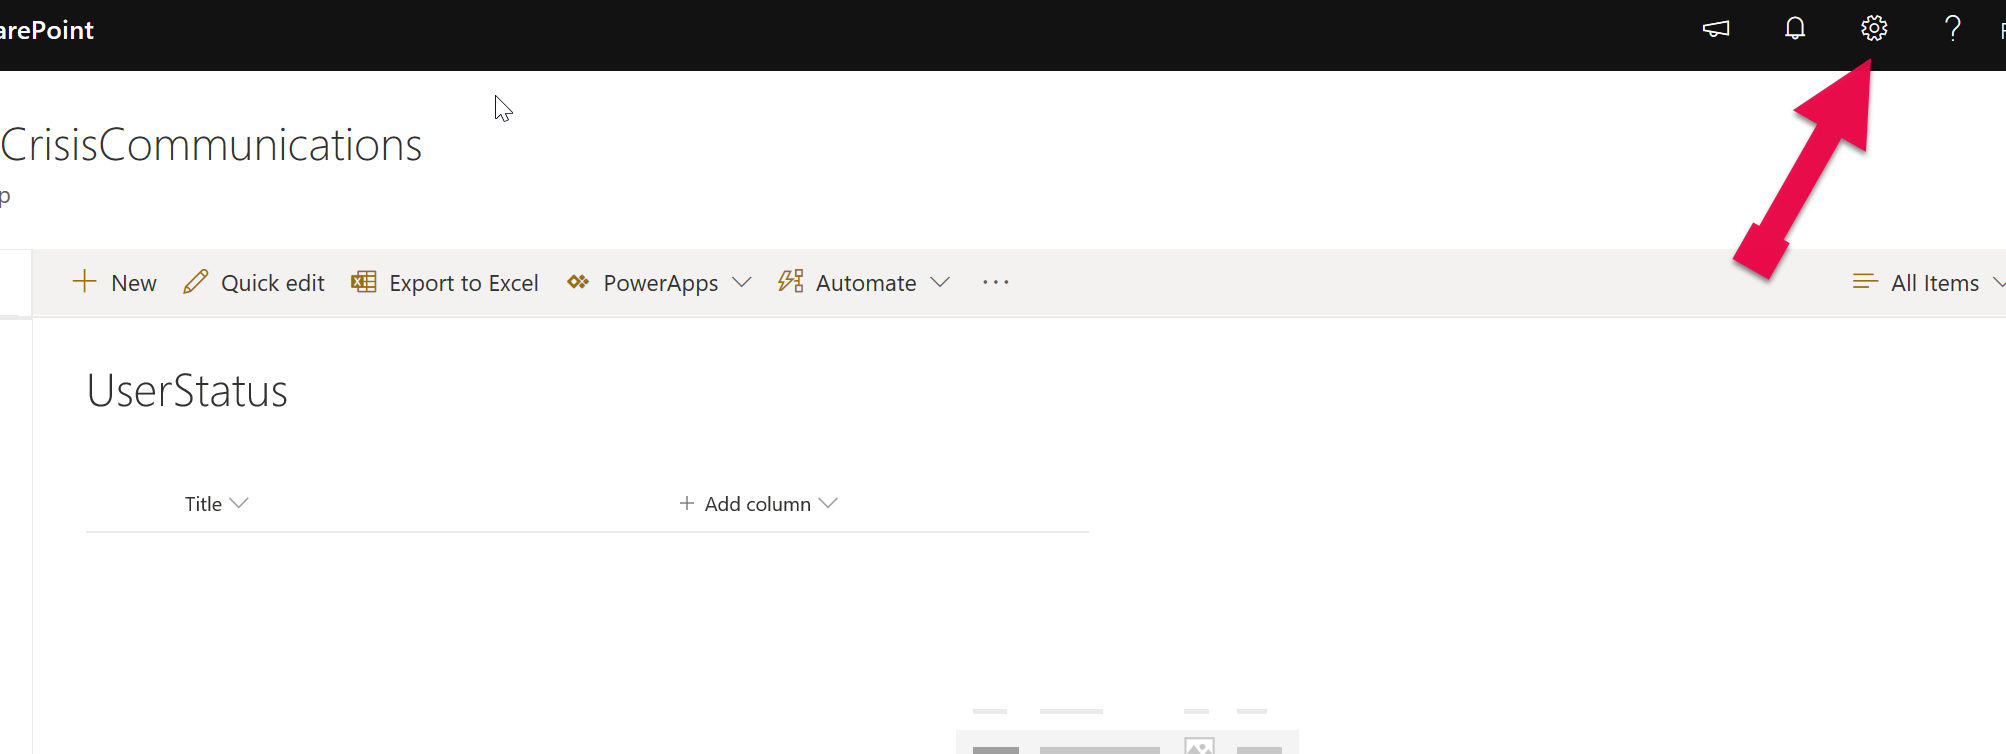 arePoint
CrisisCommunications
p
New Quick edit Export to Excel PowerApps Automate ... All Items
UserStatus
Title Add column